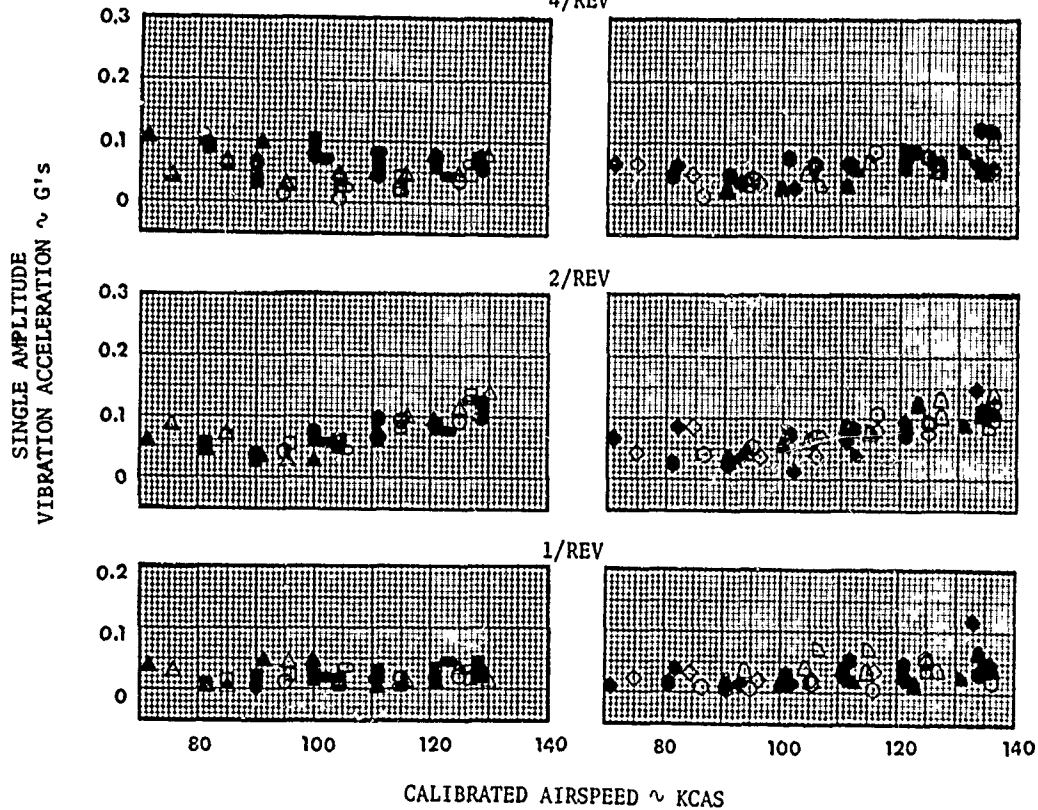 4/REV
0.3
0.2
0.1
0
2/REV
0.3
0.2
0.1
0
1/REV
0.2
0.1
0
80 100 120 140 80 100 120 140
SINGLE AMPLITUDE
VIBRATION ACCELERATION ~ G's
CALIBRATED AIRSPEED ~ KCAS